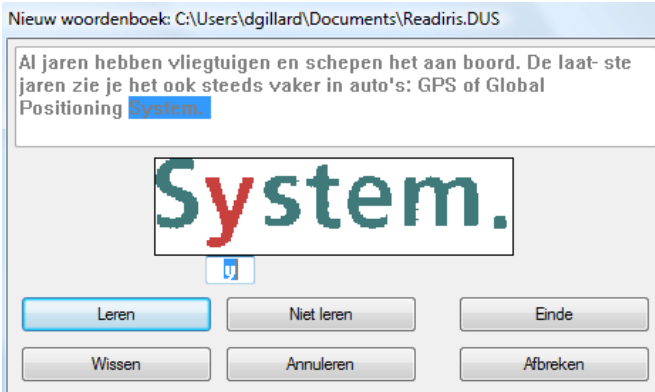 Nieuw woordenboek: C:\Users\dgillard\Documents\Readiris.DUS
Al jaren hebben vliegtuigen en schepen het aan boord. De laat- ste
jaren zie je het ook steeds vaker in auto's: GPS of Global
Positioning System.
System.
y
Leren Niet leren Einde
Wissen Annuleren Afbreken